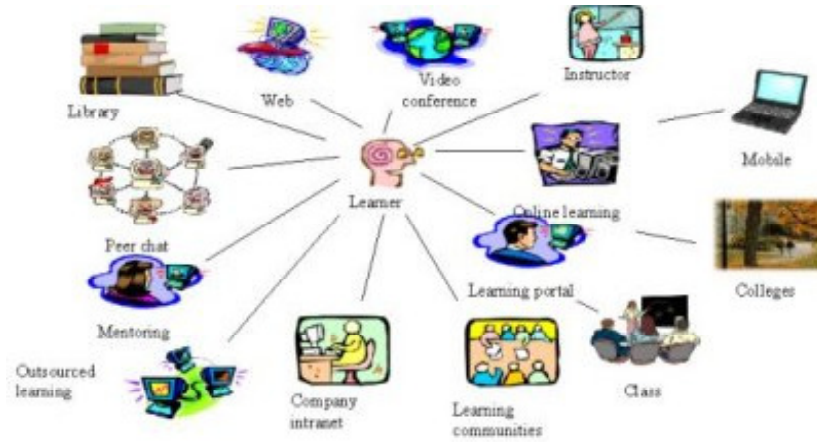 Library
Web
Video
conference
Instructor
Mobile
Learner
Online learning
Peer chat
Learning portal
Colleges
Mentoring
Outsourced
learning
Company
intranet
Learning
communities
Class